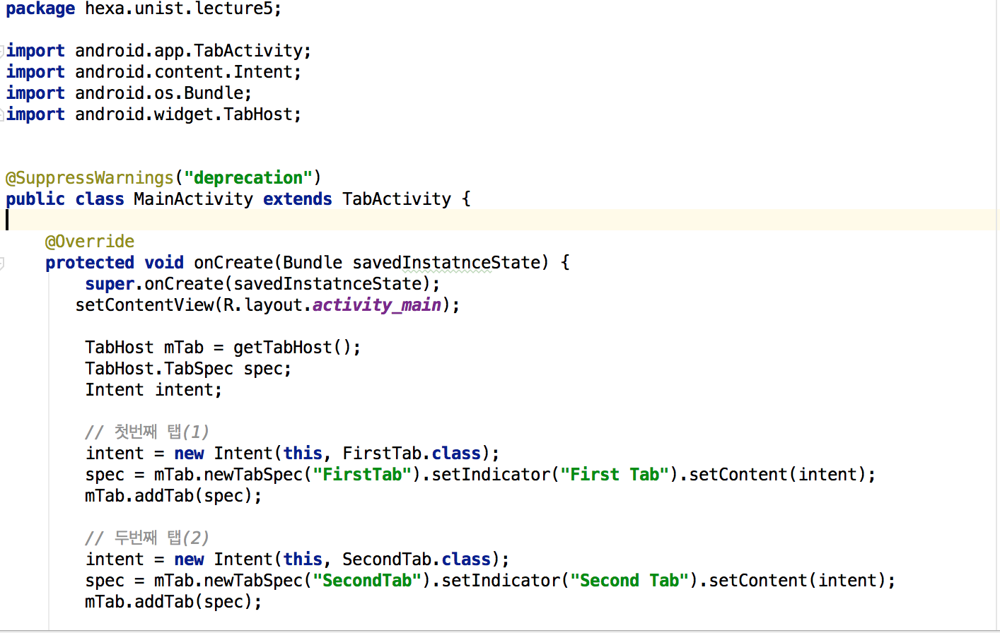 package hexa.unist.lecture5;
import android.app.TabActivity;
import android.content.Intent;
import android.os.Bundle;
import android.widget.TabHost;
@SuppressWarnings("deprecation")
public class MainActivity extends TabActivity {
@Override
protected void onCreate(Bundle savedInstatnceState) {
super.onCreate(savedInstatnceState);
setContentView(R.layout.activity_main);
TabHost mTab = getTabHost();
TabHost.TabSpec spec;
Intent intent;
// 첫번째 탭(1)
intent = new Intent(this, FirstTab.class);
spec = mTab.newTabSpec("FirstTab").setIndicator("First Tab").setContent(intent);
mTab.addTab(spec);
// 두번째 탭(2)
intent = new Intent(this, SecondTab.class);
spec = mTab.newTabSpec("SecondTab").setIndicator("Second Tab").setContent(intent);
mTab.addTab(spec);